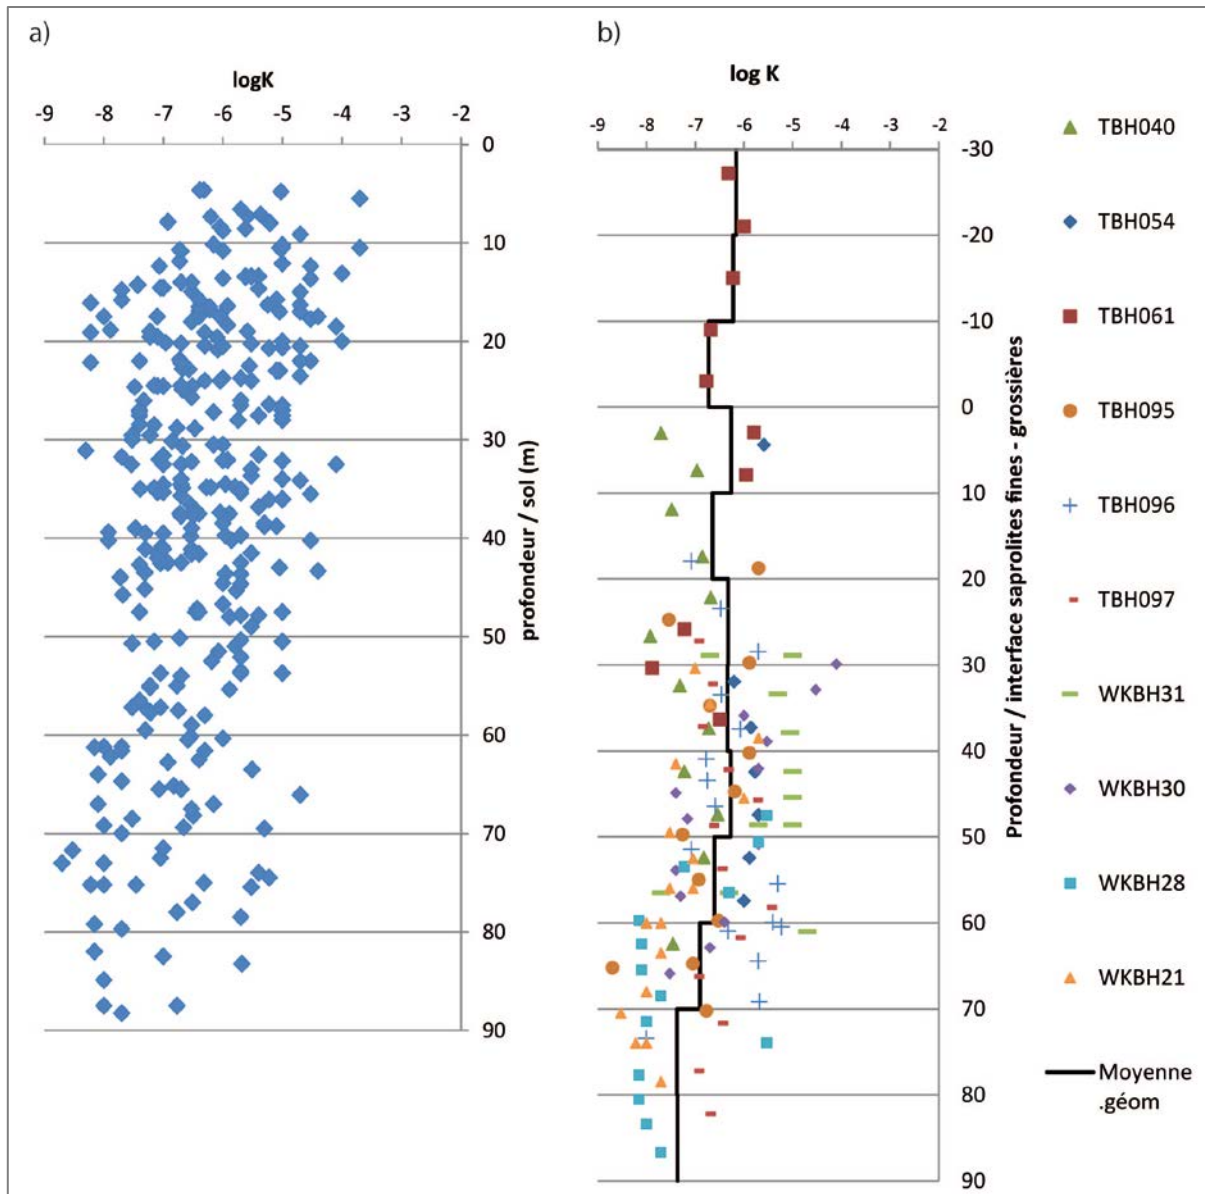 a)
logK
-9 -8 -7 -6 -5 -4 -3 -2
0
10
20
30
40
50
60
70
80
90
profondeur / sol (m)
b)
log K
-9 -8 -7 -6 -5 -4 -3 -2
-30
-20
-10
0
10
20
30
40
50
60
70
80
90
Profondeur / interface saprolites fines - grossières
TBH040
TBH054
TBH061
TBH095
TBH096
TBH097
WKBH31
WKBH30
WKBH28
WKBH21
Moyenne
.géom